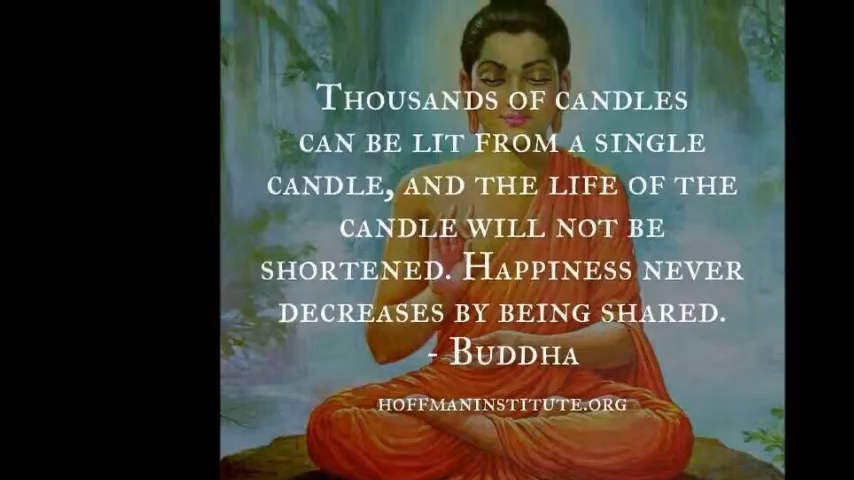 Thousands of candles
can be lit from a single
candle, and the life of the
candle will not be
shortened. Happiness never
decreases by being shared.
- Buddha
hoffmaninstitute.org